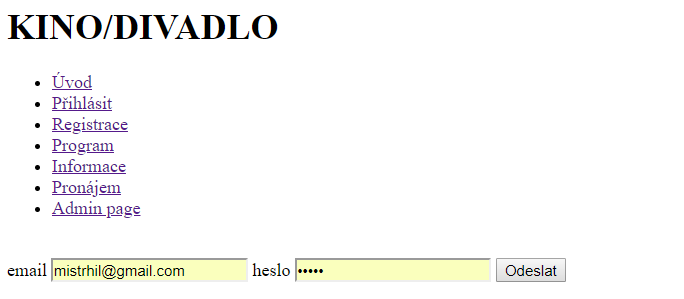 KINO/DIVADLO
Úvod
Přihlásit
Registrace
Program
Informace
Pronájem
Admin page
email mistrhil@gmail.com heslo ••••• Odeslat